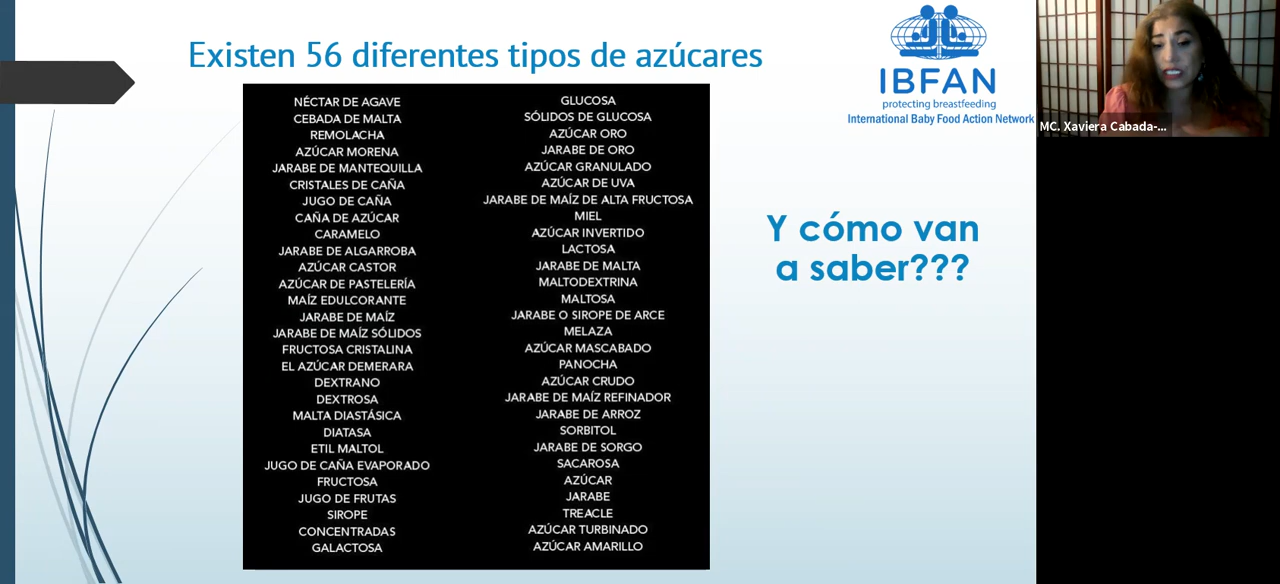 Existen 56 diferentes tipos de azúcares
NÉCTAR DE AGAVE
CEBADA DE MALTA
REMOLACHA
AZÚCAR MORENA
JARABE DE MANTEQUILLA
CRISTALES DE CAÑA
JUGO DE CAÑA
CAÑA DE AZÚCAR
CARAMELO
JARABE DE ALGARROBA
AZÚCAR CASTOR
AZÚCAR DE PASTELERÍA
MAÍZ EDULCORANTE
JARABE DE MAÍZ
JARABE DE MAÍZ SÓLIDOS
FRUCTOSA CRISTALINA
EL AZÚCAR DEMERARA
DEXTRANO
DEXTROSA
MALTA DIASTÁSICA
DIATASA
ETIL MALTOL
JUGO DE CAÑA EVAPORADO
FRUCTOSA
JUGO DE FRUTAS
SIROPE
CONCENTRADAS
GALACTOSA
GLUCOSA
SÓLIDOS DE GLUCOSA
AZÚCAR ORO
JARABE DE ORO
AZÚCAR GRANULADO
AZÚCAR DE UVA
JARABE DE MAÍZ DE ALTA FRUCTOSA
MIEL
AZÚCAR INVERTIDO
LACTOSA
JARABE DE MALTA
MALTODEXTRINA
MALTOSA
JARABE O SIROPE DE ARCE
MELAZA
AZÚCAR MASCABADO
PANOCHA
AZÚCAR CRUDO
JARABE DE MAÍZ REFINADOR
JARABE DE ARROZ
SORBITOL
JARABE DE SORGO
SACAROSA
AZÚCAR
JARABE
TREACLE
AZÚCAR TURBINADO
AZÚCAR AMARILLO
IBFAN
protecting breastfeeding
International Baby Food Action Network
Y cómo van
a saber???
MC. Xaviera Cabada-...